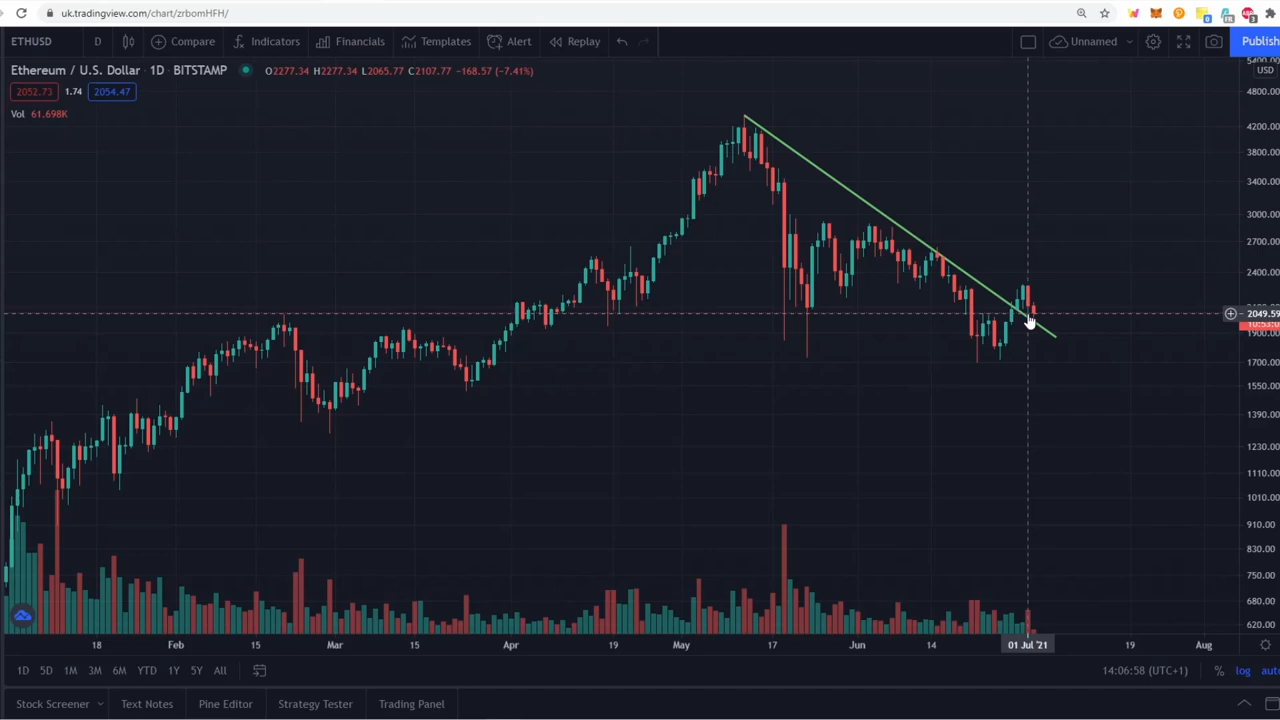 uk.tradingview.com/chart/zrbomHFH/
ETHUSD D Compare Indicators Financials Templates Alert Replay Unnamed Publish
Ethereum / U.S. Dollar · 1D · BITSTAMP O2277.34 H2277.34 L2065.77 C2107.77 −168.57 (−7.41%)
USD
2052.73 1.74 2054.47
Vol 61.698K
4800.00
4200.00
3800.00
3400.00
3000.00
2700.00
2400.00
2049.59
1900.00
1700.00
1550.00
1390.00
1230.00
1110.00
1010.00
910.00
830.00
750.00
680.00
620.00
18 Feb 15 Mar 15 Apr 19 May 17 Jun 14 01 Jul '21 19 Aug
1D 5D 1M 3M 6M YTD 1Y 5Y All 14:06:58 (UTC+1) % log auto
Stock Screener Text Notes Pine Editor Strategy Tester Trading Panel